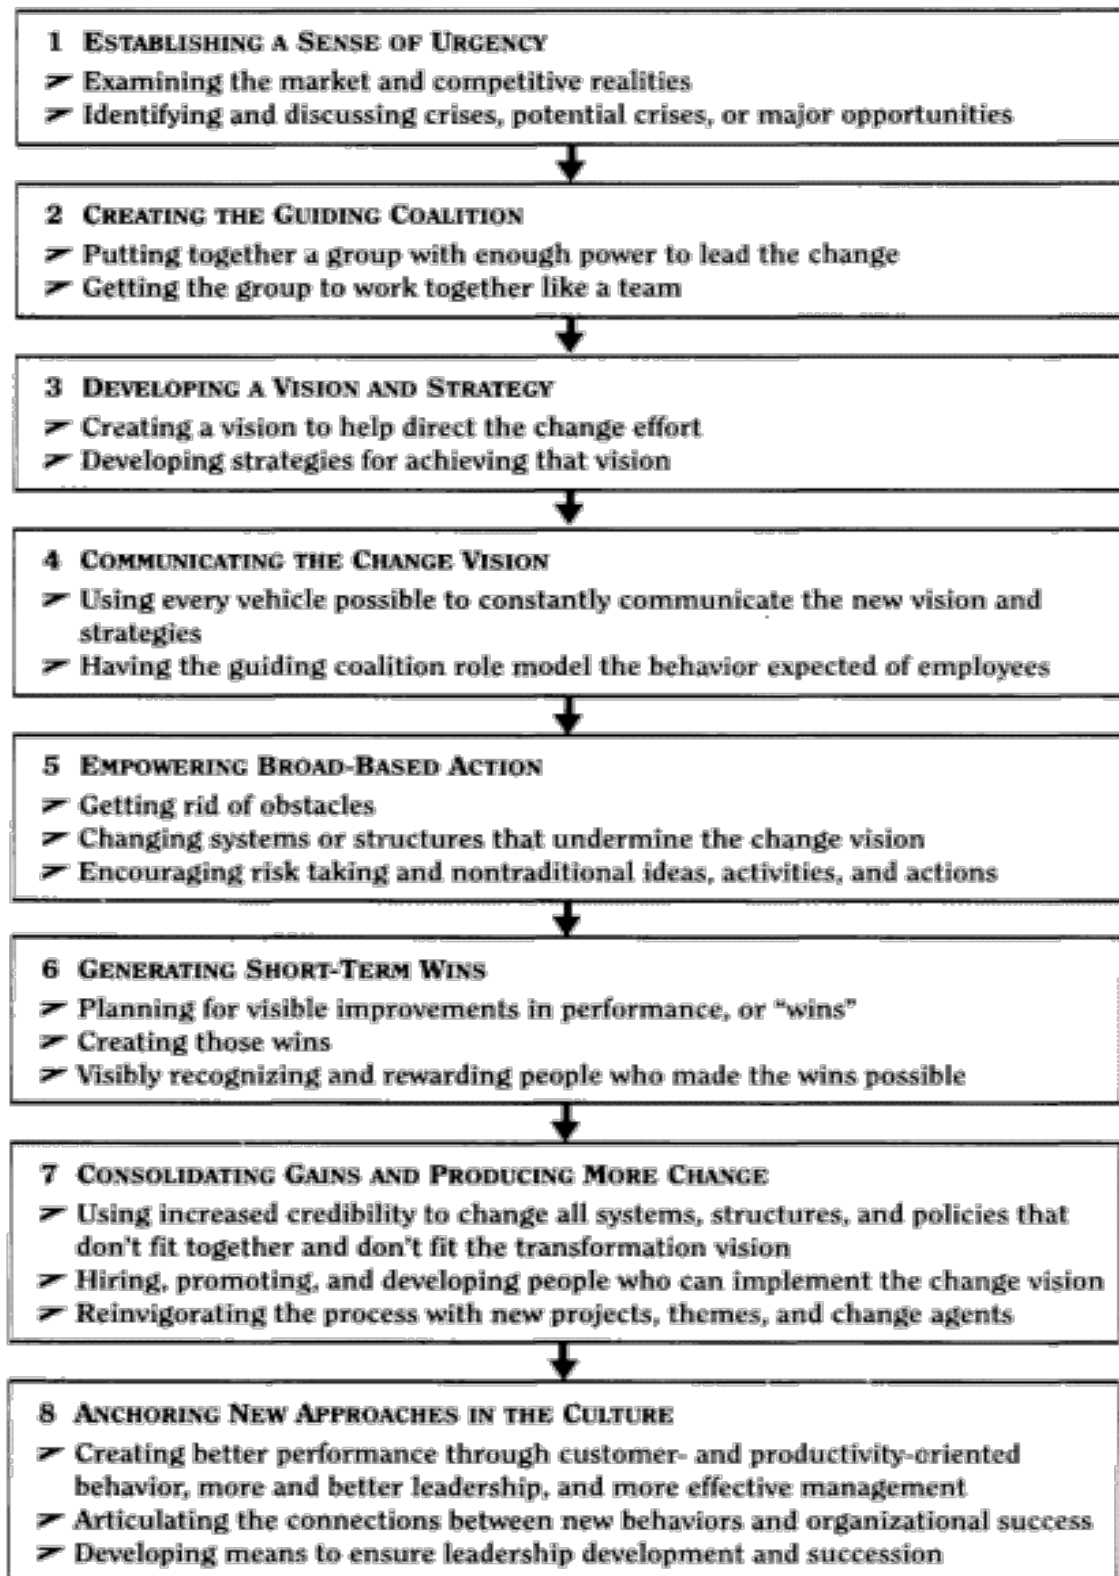 1 ESTABLISHING A SENSE OF URGENCY
Examining the market and competitive realities
Identifying and discussing crises, potential crises, or major opportunities
2 CREATING THE GUIDING COALITION
Putting together a group with enough power to lead the change
Getting the group to work together like a team
3 DEVELOPING A VISION AND STRATEGY
Creating a vision to help direct the change effort
Developing strategies for achieving that vision
4 COMMUNICATING THE CHANGE VISION
Using every vehicle possible to constantly communicate the new vision and
strategies
Having the guiding coalition role model the behavior expected of employees
5 EMPOWERING BROAD-BASED ACTION
Getting rid of obstacles
Changing systems or structures that undermine the change vision
Encouraging risk taking and nontraditional ideas, activities, and actions
6 GENERATING SHORT-TERM WINS
Planning for visible improvements in performance, or “wins”
Creating those wins
Visibly recognizing and rewarding people who made the wins possible
7 CONSOLIDATING GAINS AND PRODUCING MORE CHANGE
Using increased credibility to change all systems, structures, and policies that
don't fit together and don't fit the transformation vision
Hiring, promoting, and developing people who can implement the change vision
Reinvigorating the process with new projects, themes, and change agents
8 ANCHORING NEW APPROACHES IN THE CULTURE
Creating better performance through customer- and productivity-oriented
behavior, more and better leadership, and more effective management
Articulating the connections between new behaviors and organizational success
Developing means to ensure leadership development and succession